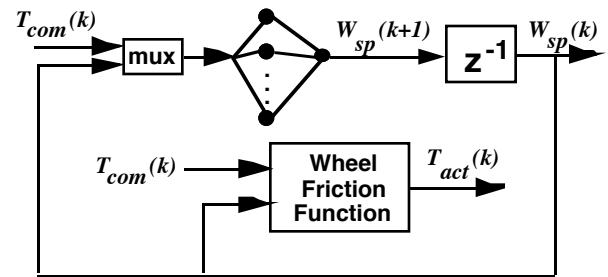 T_com(k)
mux
W_sp(k+1)
z^-1
W_sp(k)
T_com(k)
Wheel
Friction
Function
T_act(k)